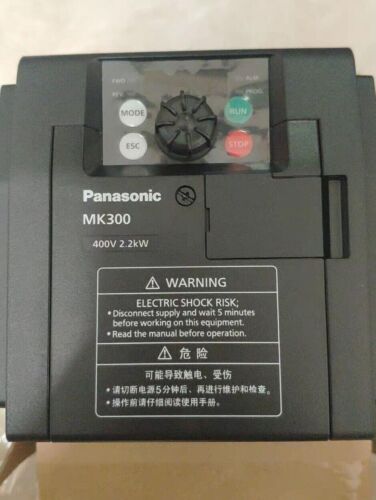 FWD ALM
REV PROG.
MODE RUN
ESC STOP
Panasonic
MK300
400V 2.2kW
⚠ WARNING
ELECTRIC SHOCK RISK;
• Disconnect supply and wait 5 minutes
before working on this equipment.
• Read the manual before operation.
⚠ 危险
可能导致触电、受伤
• 请切断电源5分钟后、再进行维护和检查。
• 操作前请仔细阅读使用手册。